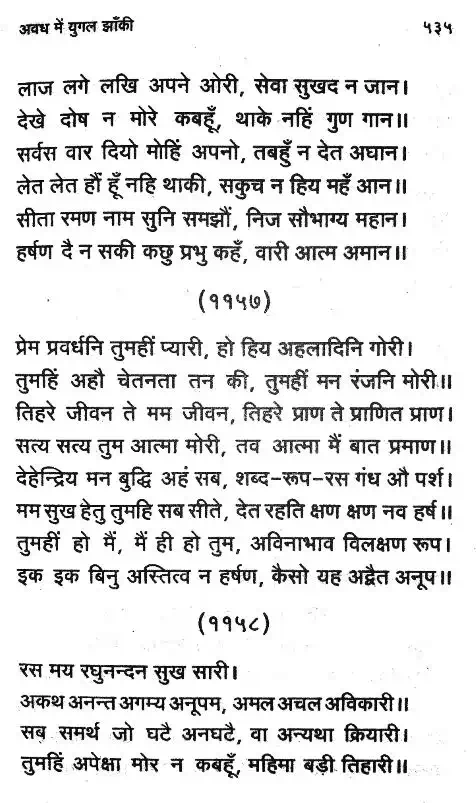 अवध में युगल झाँकी ५३५
लाज लगे लखि अपने ओरी, सेवा सुखद न जान।
देखे दोष न मोरे कबहूँ, थाके नहिं गुण गान॥
सर्वस वार दियो मोहिं अपनो, तबहुँ न देत अघान।
लेत लेत हौं हूँ नहि थाकी, सकुच न हिय महँ आन॥
सीता रमण नाम सुनि समझौं, निज सौभाग्य महान।
हर्षण दै न सकी कछु प्रभु कहँ, वारी आत्म अमान॥
(११५७)
प्रेम प्रवर्धनि तुमहीं प्यारी, हो हिय अहलादिनि गोरी।
तुमहिं अहौ चेतनता तन की, तुमहीं मन रंजनि मोरी॥
तिहरे जीवन ते मम जीवन, तिहरे प्राण ते प्राणित प्राण।
सत्य सत्य तुम आत्मा मोरी, तव आत्मा मैं बात प्रमाण॥
देहेन्द्रिय मन बुद्धि अहं सब, शब्द-रूप-रस गंध औ पर्श।
मम सुख हेतु तुमहि सब सीते, देत रहति क्षण क्षण नव हर्ष॥
तुमहीं हो मैं, मैं ही हो तुम, अविनाभाव विलक्षण रूप।
इक इक बिनु अस्तित्व न हर्षण, कैसो यह अद्वैत अनूप॥
(११५८)
रस मय रघुनन्दन सुख सारी।
अकथ अनन्त अगम्य अनूपम, अमल अचल अविकारी॥
सब समर्थ जो घटै अनघटै, वा अन्यथा क्रियारी।
तुमहिं अपेक्षा मोर न कबहूँ, महिमा बड़ी तिहारी॥